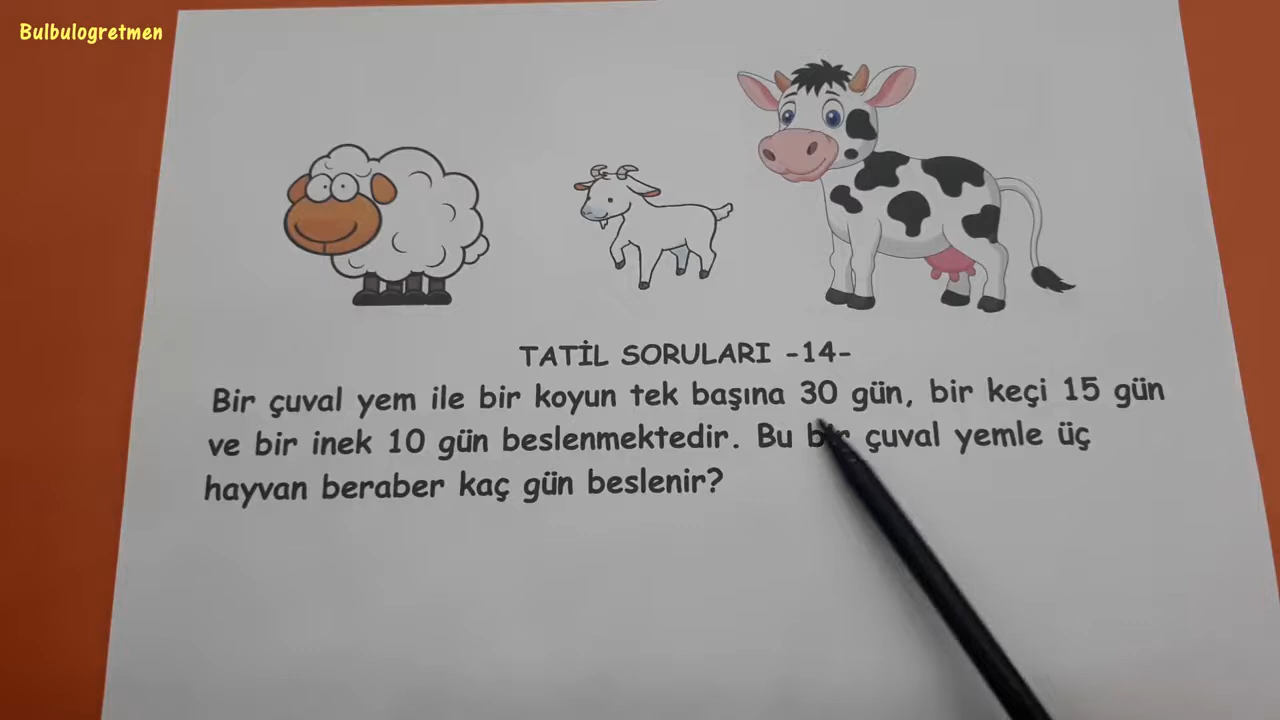 Bulbulogretmen
TATİL SORULARI -14-
Bir çuval yem ile bir koyun tek başına 30 gün, bir keçi 15 gün
ve bir inek 10 gün beslenmektedir. Bu bir çuval yemle üç
hayvan beraber kaç gün beslenir?